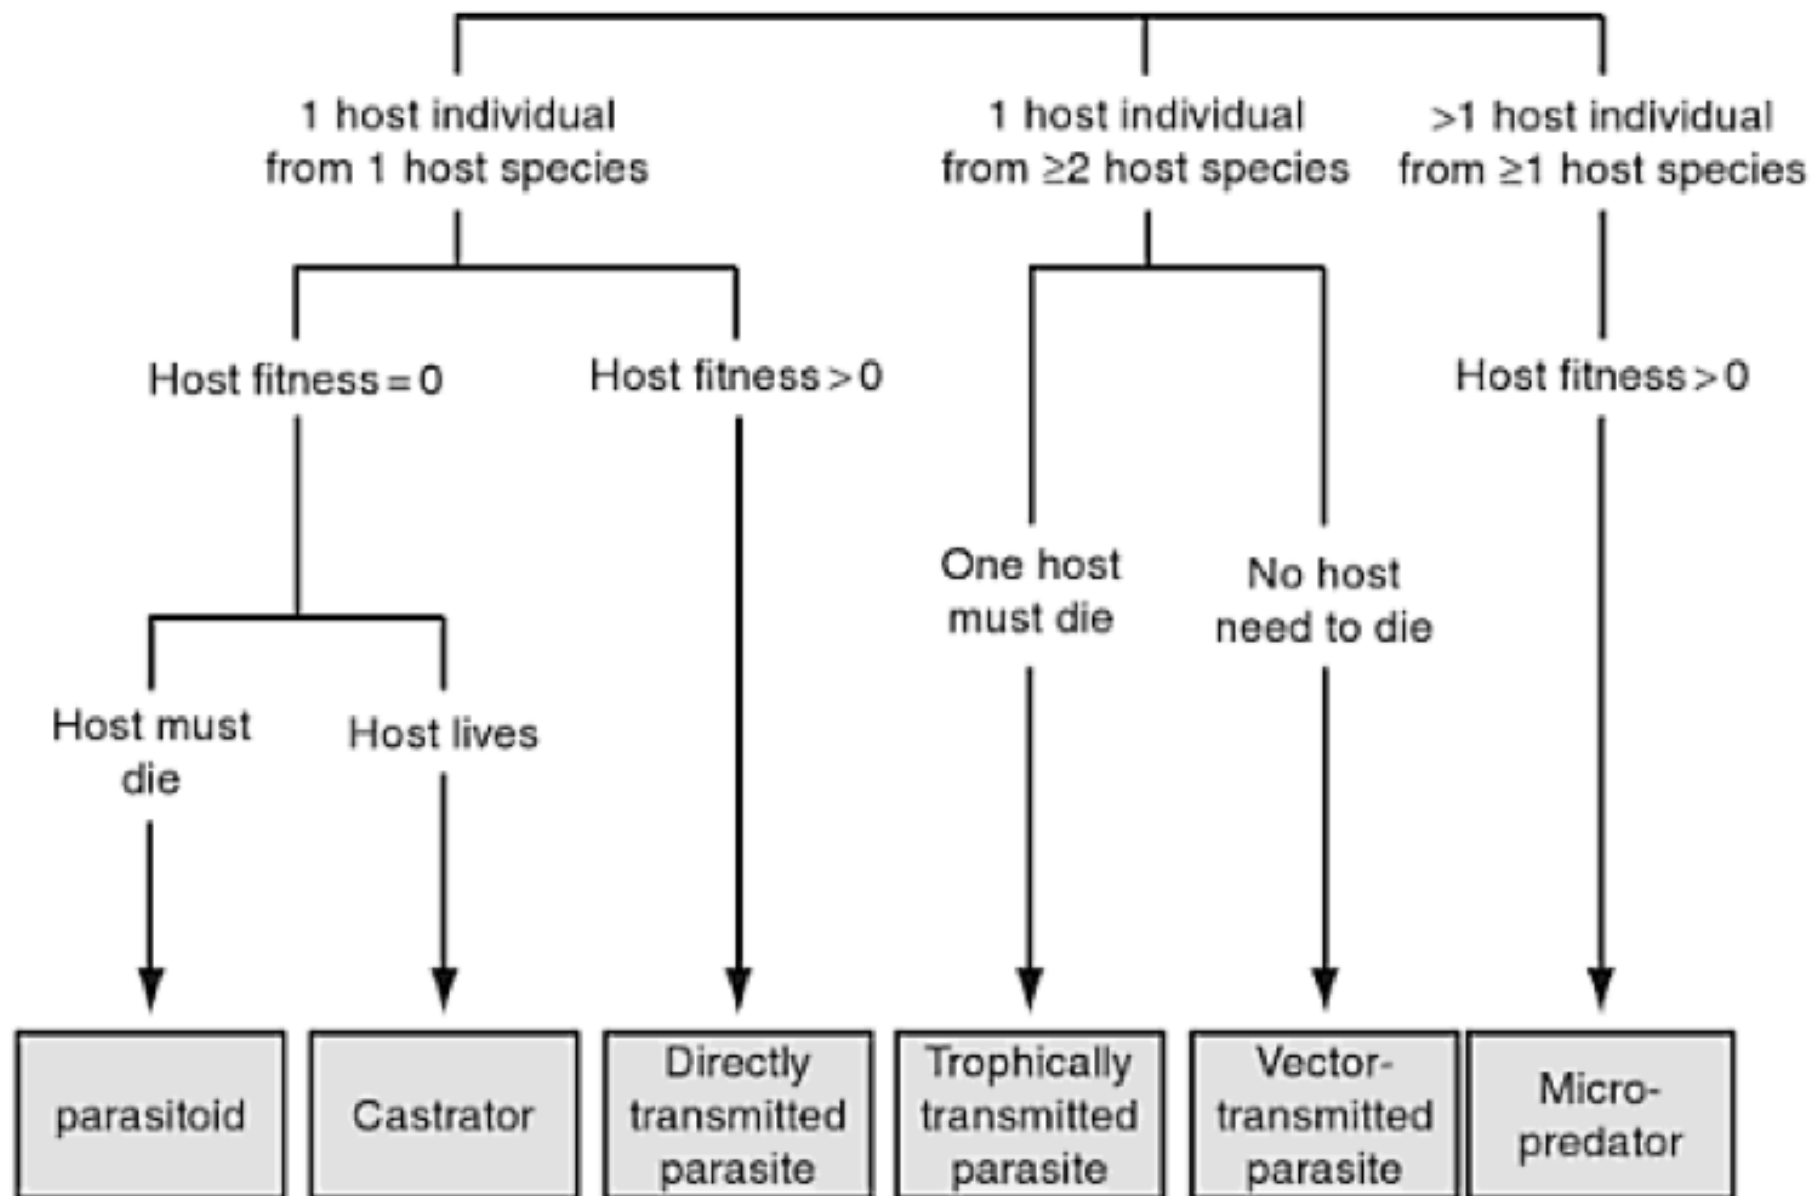 1 host individual
from 1 host species
1 host individual
from ≥2 host species
>1 host individual
from ≥1 host species
Host fitness = 0
Host fitness > 0
Host fitness > 0
One host
must die
No host
need to die
Host must
die
Host lives
parasitoid
Castrator
Directly
transmitted
parasite
Trophically
transmitted
parasite
Vector-
transmitted
parasite
Micro-
predator